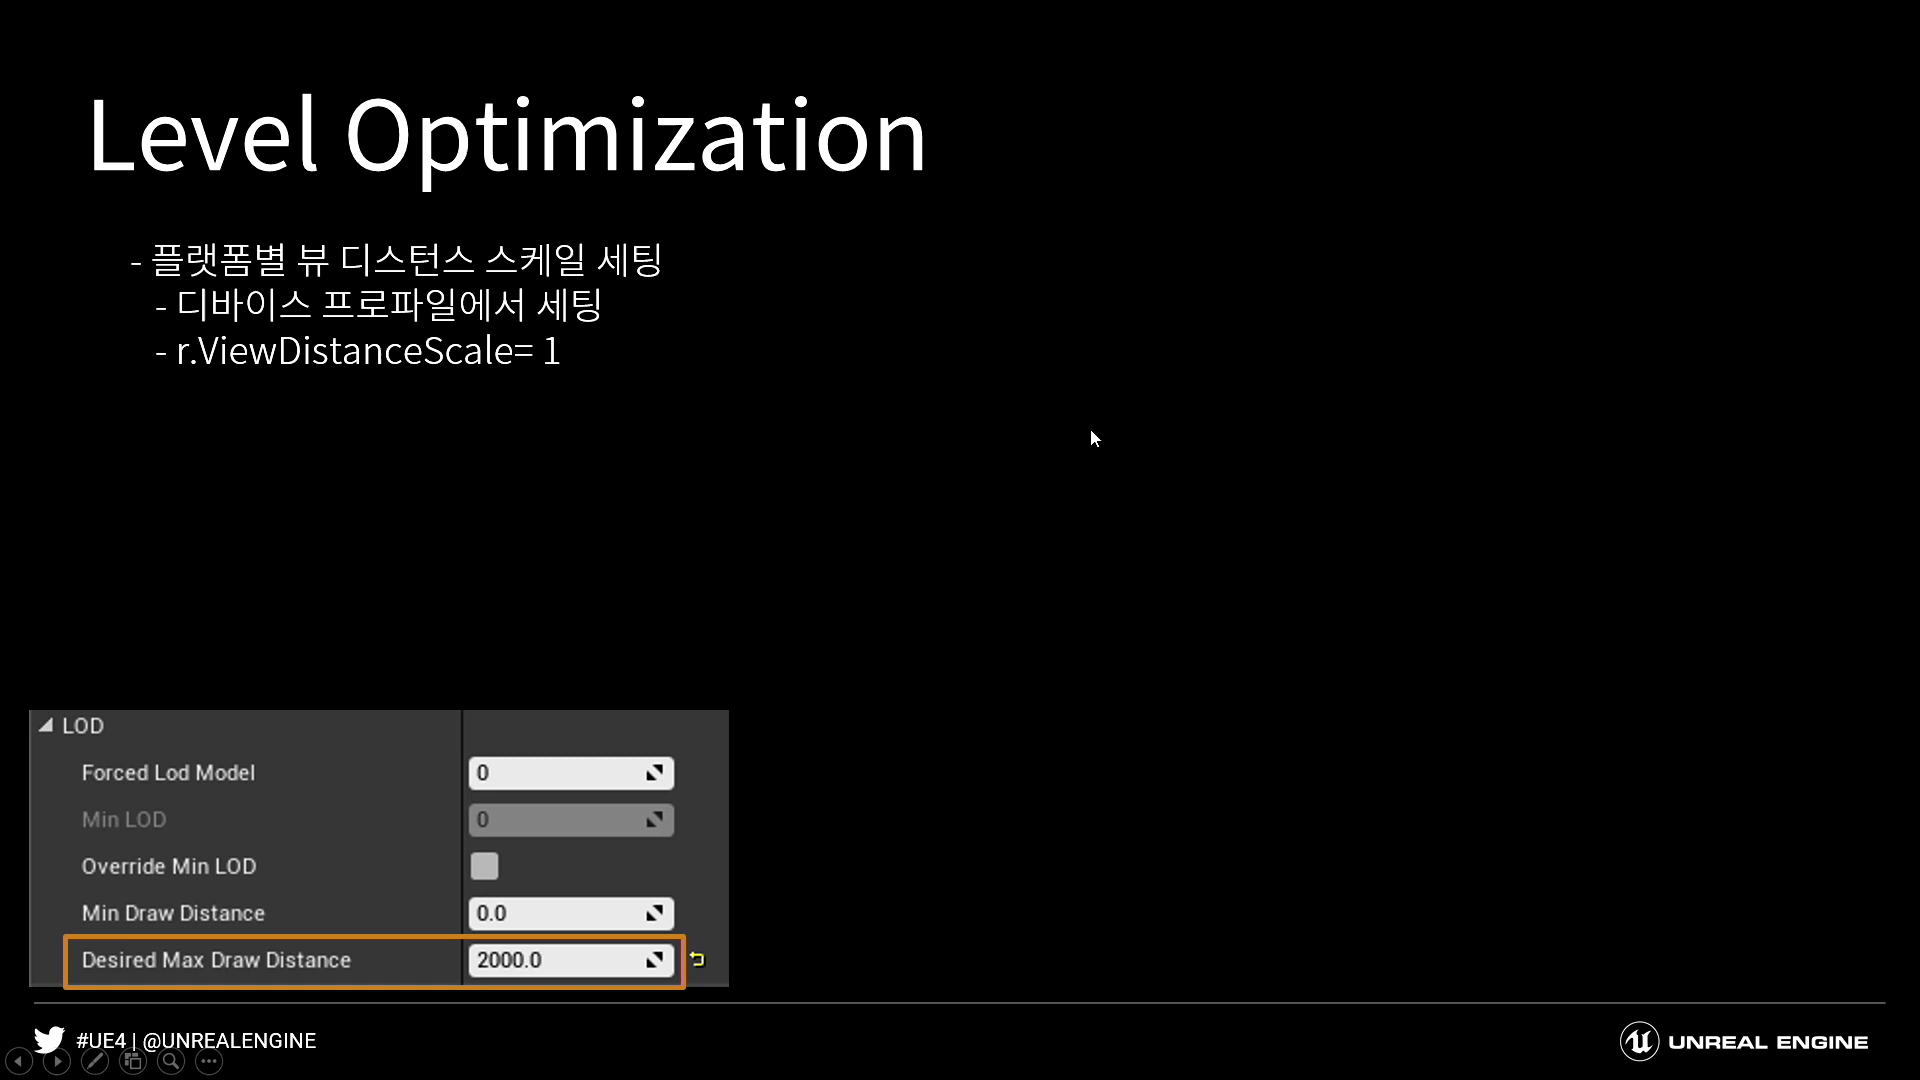 Level Optimization
- 플랫폼별 뷰 디스턴스 스케일 세팅
- 디바이스 프로파일에서 세팅
- r.ViewDistanceScale= 1
LOD
Forced Lod Model 0
Min LOD 0
Override Min LOD
Min Draw Distance 0.0
Desired Max Draw Distance 2000.0
#UE4 | @UNREALENGINE
UNREAL ENGINE